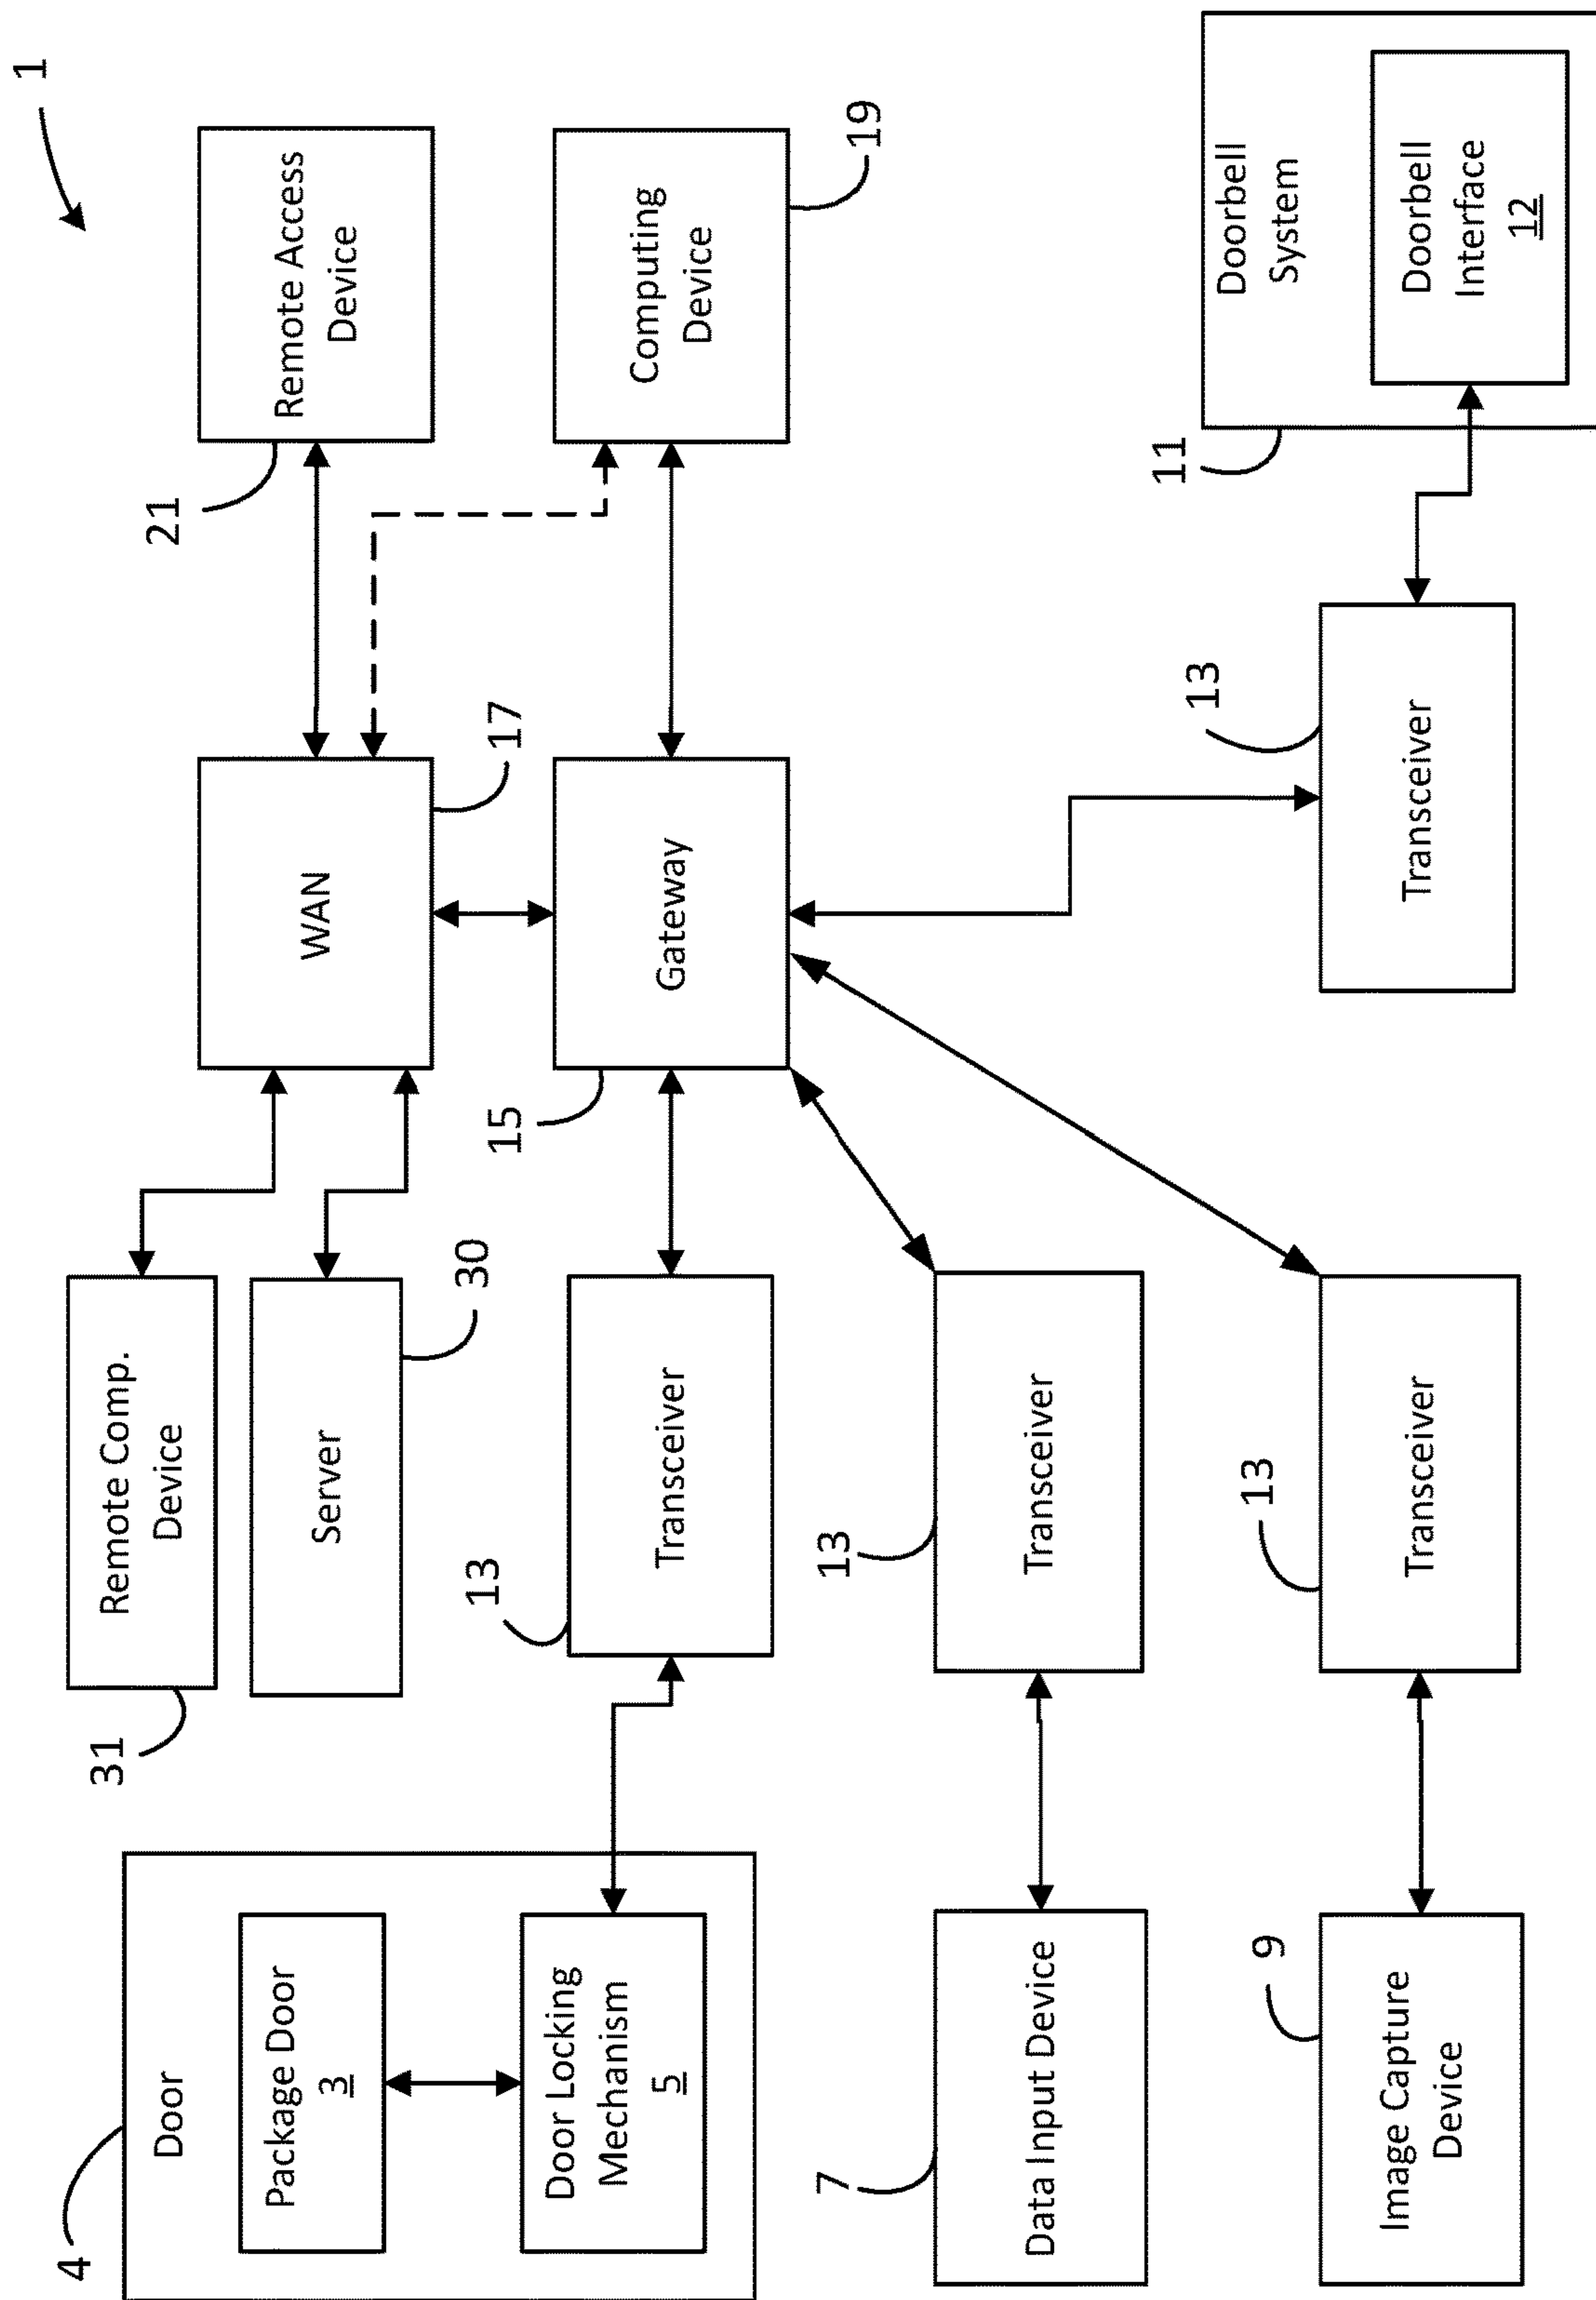 1
4
Door
Package Door
3
Door Locking
Mechanism
5
31
Remote Comp.
Device
Server
30
WAN
17
21
Remote Access
Device
13
Transceiver
15
Gateway
Computing
Device
19
7
Data Input Device
13
Transceiver
9
Image Capture
Device
13
Transceiver
13
Transceiver
11
Doorbell
System
Doorbell
Interface
12